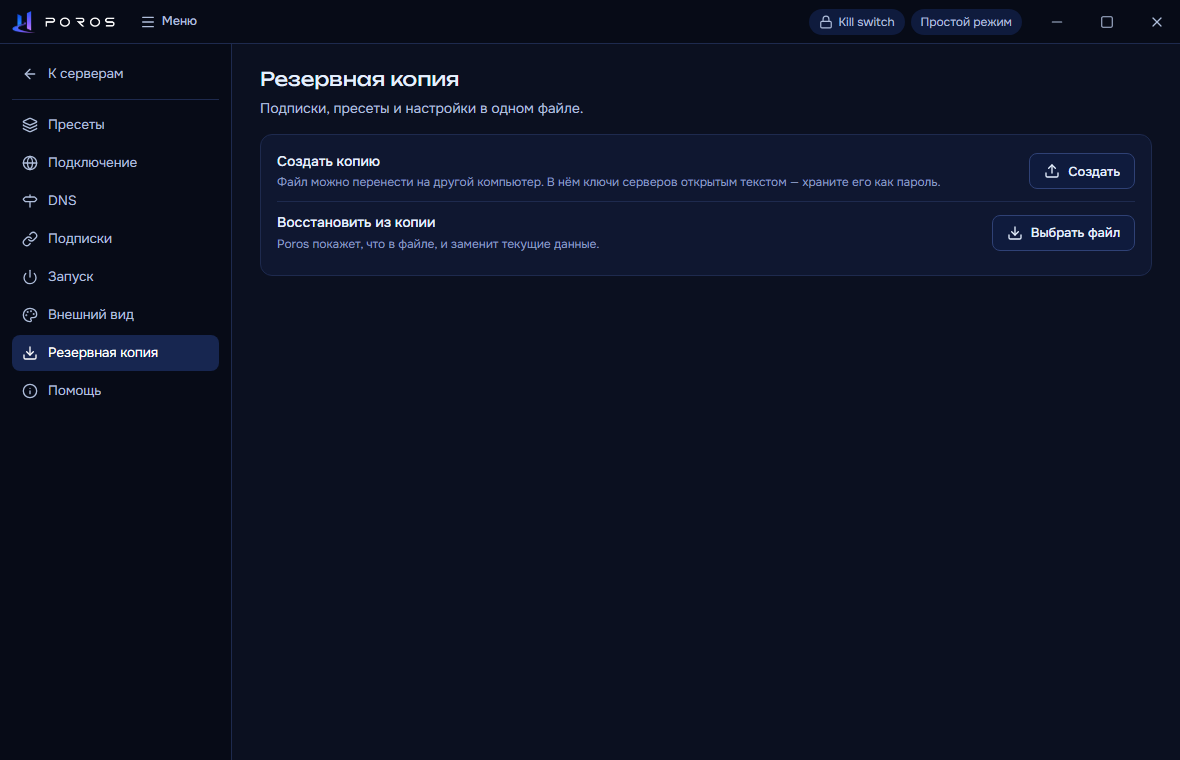 POROS
Меню
Kill switch
Простой режим
К серверам
Пресеты
Подключение
DNS
Подписки
Запуск
Внешний вид
Резервная копия
Помощь
Резервная копия
Подписки, пресеты и настройки в одном файле.
Создать копию
Файл можно перенести на другой компьютер. В нём ключи серверов открытым текстом — храните его как пароль.
Создать
Восстановить из копии
Poros покажет, что в файле, и заменит текущие данные.
Выбрать файл